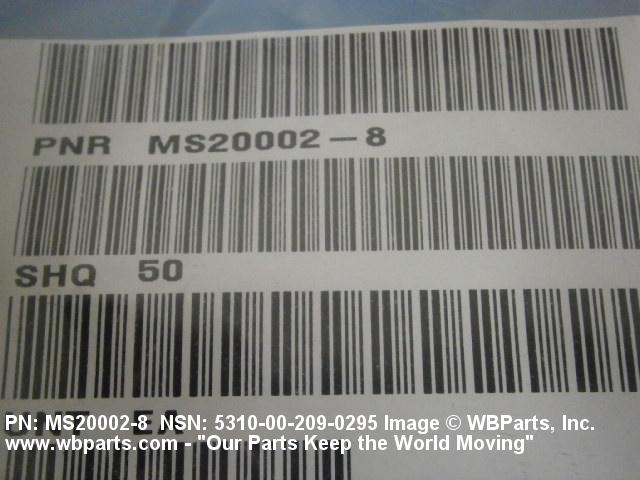 PNR MS20002-8
SHQ 50
EA
PN: MS20002-8 NSN: 5310-00-209-0295 Image © WBParts, Inc.
www.wbparts.com - "Our Parts Keep the World Moving"